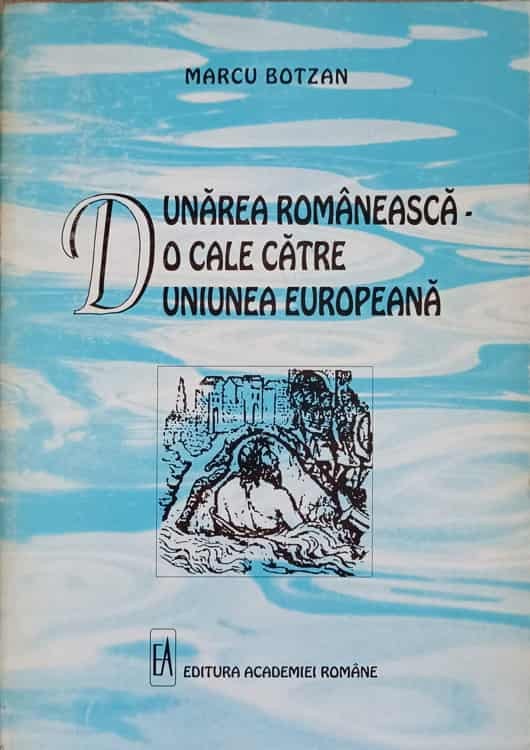 MARCU BOTZAN
DUNĂREA ROMÂNEASCĂ -
O CALE CĂTRE
UNIUNEA EUROPEANĂ
EA EDITURA ACADEMIEI ROMÂNE